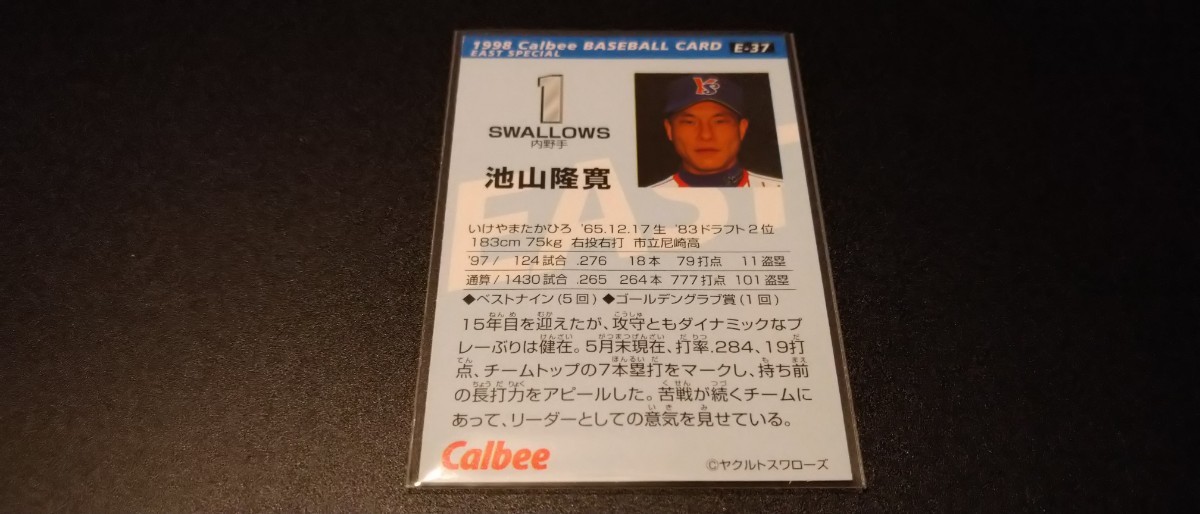 1998 Calbee BASEBALL CARD E-37
EAST SPECIAL
1
SWALLOWS
内野手
YS
池山隆寛
EAST
いけやまたかひろ '65.12.17生 '83ドラフト2位
183cm 75kg 右投右打 市立尼崎高
'97/ 124試合 .276 18本 79打点 11盗塁
通算/1430試合 .265 264本 777打点 101盗塁
◆ベストナイン(5回)◆ゴールデングラブ賞(1回)
15年目を迎えたが、攻守ともダイナミックなプ
レーぶりは健在。5月末現在、打率.284、19打
点、チームトップの7本塁打をマークし、持ち前
の長打力をアピールした。苦戦が続くチームに
あって、リーダーとしての意気を見せている。
Calbee
©ヤクルトスワローズ